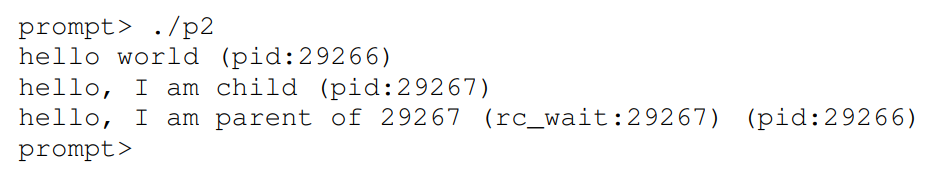 prompt> ./p2
hello world (pid:29266)
hello, I am child (pid:29267)
hello, I am parent of 29267 (rc_wait:29267) (pid:29266)
prompt>